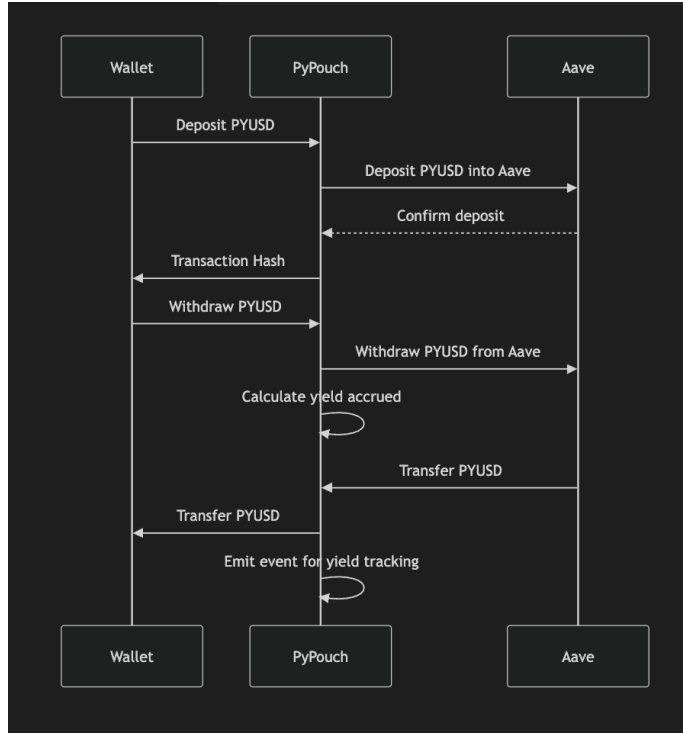 Wallet
PyPouch
Aave
Deposit PYUSD
Deposit PYUSD into Aave
Confirm deposit
Transaction Hash
Withdraw PYUSD
Withdraw PYUSD from Aave
Calculate yield accrued
Transfer PYUSD
Transfer PYUSD
Emit event for yield tracking
Wallet
PyPouch
Aave